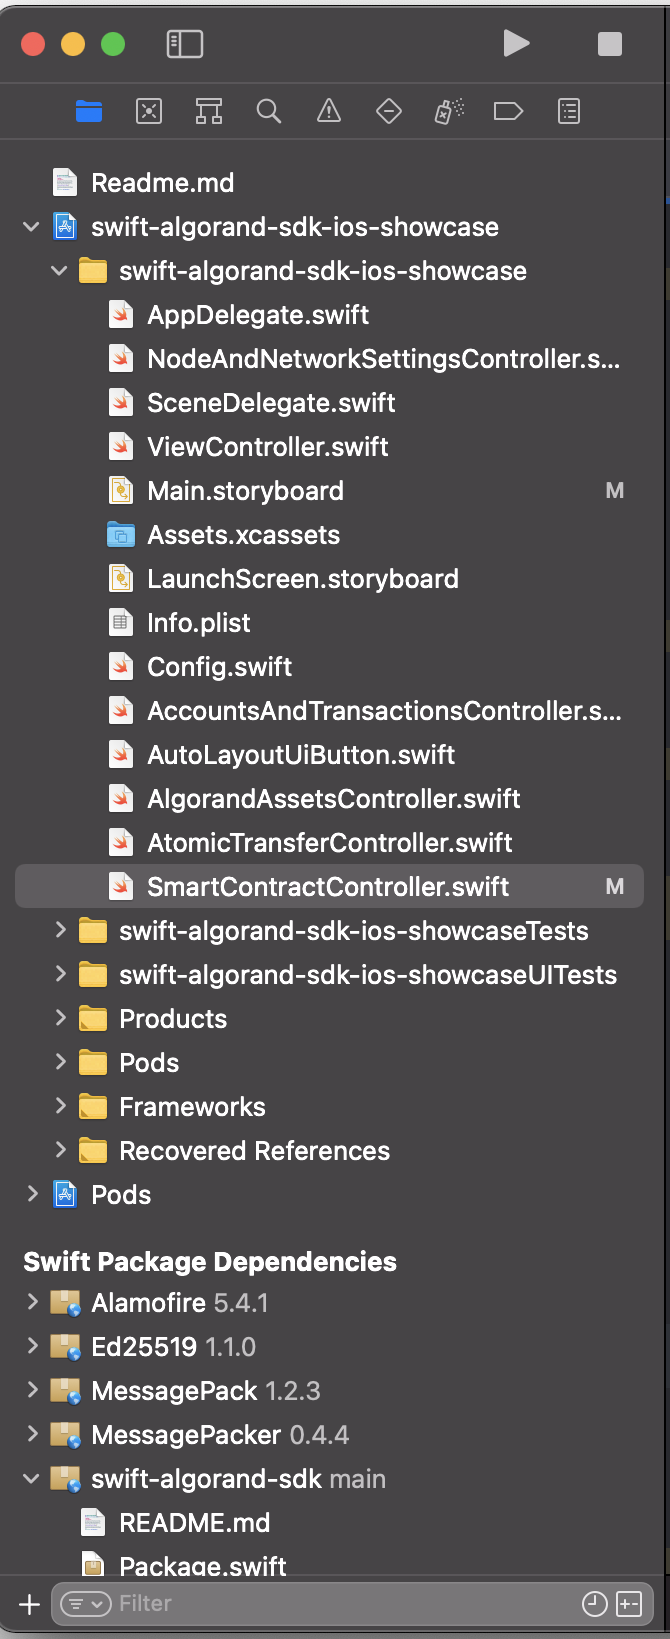 Readme.md
swift-algorand-sdk-ios-showcase
swift-algorand-sdk-ios-showcase
AppDelegate.swift
NodeAndNetworkSettingsController.s...
SceneDelegate.swift
ViewController.swift
Main.storyboard M
Assets.xcassets
LaunchScreen.storyboard
Info.plist
Config.swift
AccountsAndTransactionsController.s...
AutoLayoutUiButton.swift
AlgorandAssetsController.swift
AtomicTransferController.swift
SmartContractController.swift M
swift-algorand-sdk-ios-showcaseTests
swift-algorand-sdk-ios-showcaseUITests
Products
Pods
Frameworks
Recovered References
Pods
Swift Package Dependencies
Alamofire 5.4.1
Ed25519 1.1.0
MessagePack 1.2.3
MessagePacker 0.4.4
swift-algorand-sdk main
README.md
Package.swift
Filter